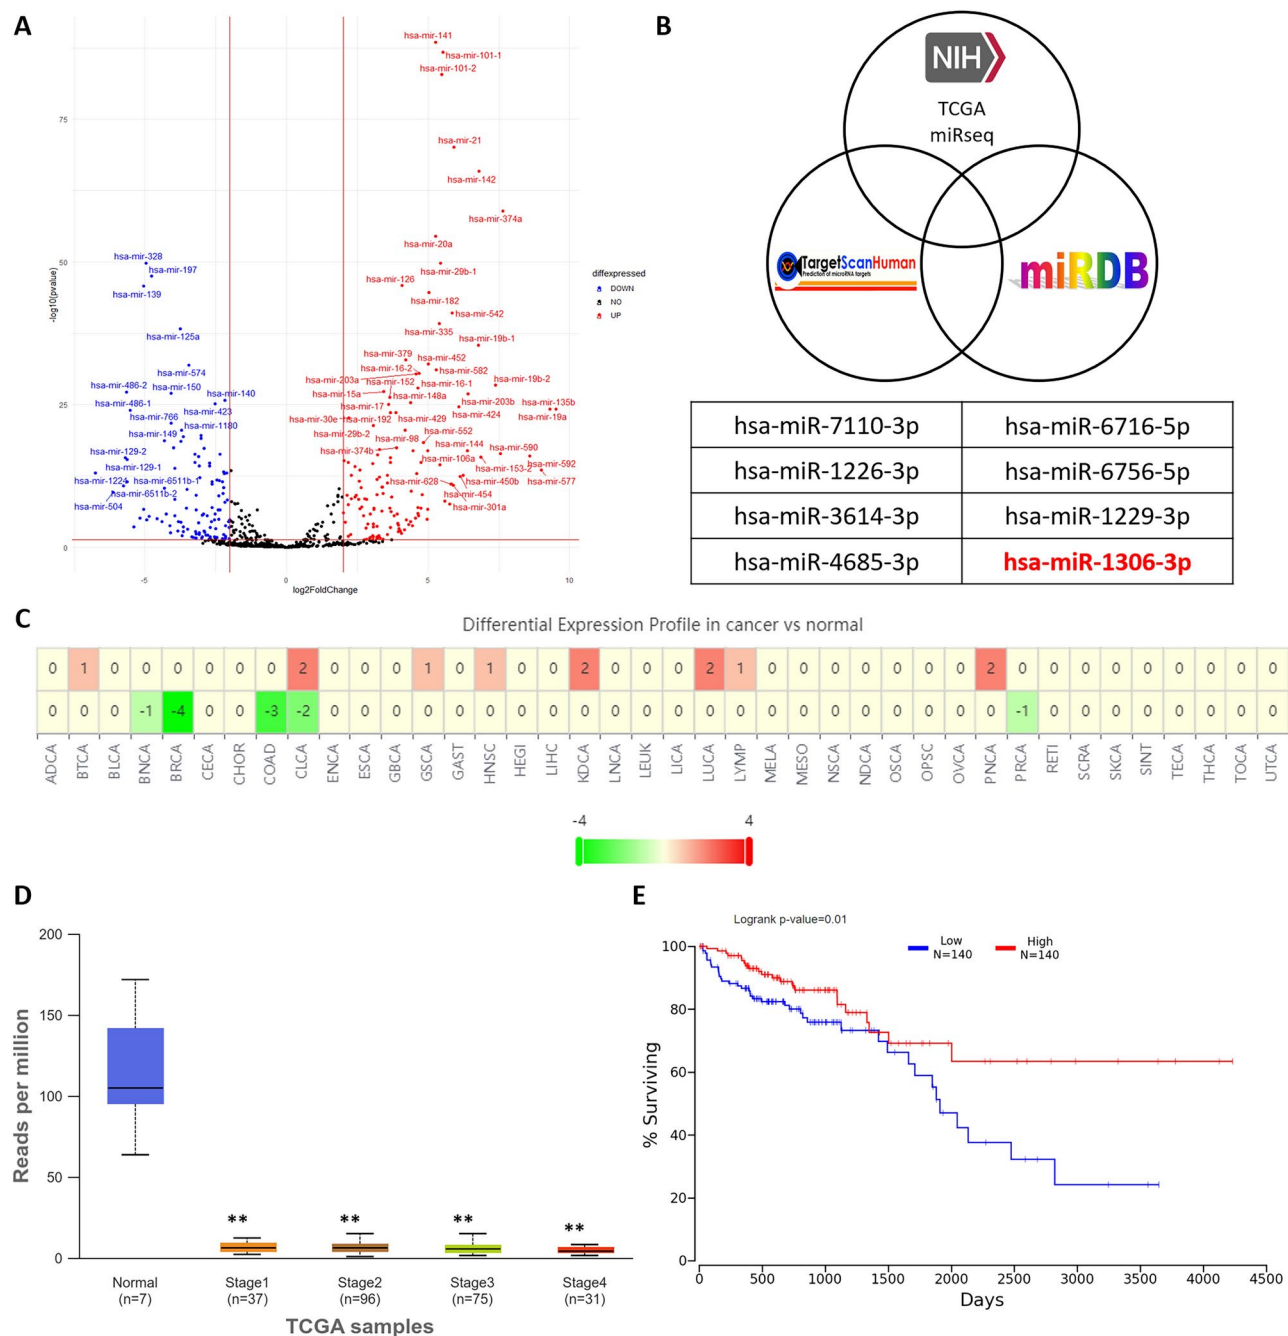 A
hsa-mir-141
hsa-mir-101-1
hsa-mir-101-2
75
hsa-mir-21
hsa-mir-142
hsa-mir-374a
hsa-mir-20a
hsa-mir-328
50
hsa-mir-197
hsa-mir-29b-1
hsa-mir-126
hsa-mir-139
hsa-mir-182
hsa-mir-542
hsa-mir-125a
hsa-mir-335
hsa-mir-19b-1
hsa-mir-379
hsa-mir-452
hsa-mir-574
hsa-mir-16-2
hsa-mir-582
hsa-mir-203a
hsa-mir-152
hsa-mir-16-1
hsa-mir-19b-2
hsa-mir-486-2
hsa-mir-150
hsa-mir-140
hsa-mir-15a
hsa-mir-148a
hsa-mir-203b
hsa-mir-135b
hsa-mir-486-1
25
hsa-mir-423
hsa-mir-17
hsa-mir-424
hsa-mir-19a
hsa-mir-766
hsa-mir-1180
hsa-mir-30e
hsa-mir-192
hsa-mir-429
hsa-mir-149
hsa-mir-29b-2
hsa-mir-98
hsa-mir-552
hsa-mir-129-2
hsa-mir-374b
hsa-mir-144
hsa-mir-590
hsa-mir-106a
hsa-mir-153-2
hsa-mir-592
hsa-mir-129-1
hsa-mir-1224
hsa-mir-6511b-1
hsa-mir-628
hsa-mir-450b
hsa-mir-577
hsa-mir-6511b-2
hsa-mir-454
hsa-mir-504
hsa-mir-301a
0
-5 0 5 10
log2FoldChange
-log10(pvalue)
diffexpressed
DOWN
NO
UP
B
NIH
TCGA
miRseq
TargetScanHuman
Prediction of microRNA targets
miRDB
hsa-miR-7110-3p hsa-miR-6716-5p
hsa-miR-1226-3p hsa-miR-6756-5p
hsa-miR-3614-3p hsa-miR-1229-3p
hsa-miR-4685-3p hsa-miR-1306-3p
C
Differential Expression Profile in cancer vs normal
0 1 0 0 0 0 0 0 2 0 0 0 1 0 1 0 0 2 0 0 0 2 1 0 0 0 0 0 0 0 2 0 0 0 0 0 0 0 0 0
0 0 0 -1 -4 0 0 -3 -2 0 0 0 0 0 0 0 0 0 0 0 0 0 0 0 0 0 0 0 0 0 0 -1 0 0 0 0 0 0 0 0
ADCA BTCA BLCA BNCA BRCA CECA CHOR COAD CLCA ENCA ESCA GBCA GSCA GAST HNSC HEGI LIHC KDCA LNCA LEUK LICA LUCA LYMP MELA MESO NSCA NDCA OSCA OPSC OVCA PNCA PRCA RETI SCRA SKCA SINT TECA THCA TOCA UTCA
-4 4
D
Reads per million
200
150
100
50
0
** ** ** **
Normal Stage1 Stage2 Stage3 Stage4
(n=7) (n=37) (n=96) (n=75) (n=31)
TCGA samples
E
Logrank p-value=0.01
Low High
N=140 N=140
% Surviving
100
80
60
40
20
0
0 500 1000 1500 2000 2500 3000 3500 4000 4500
Days